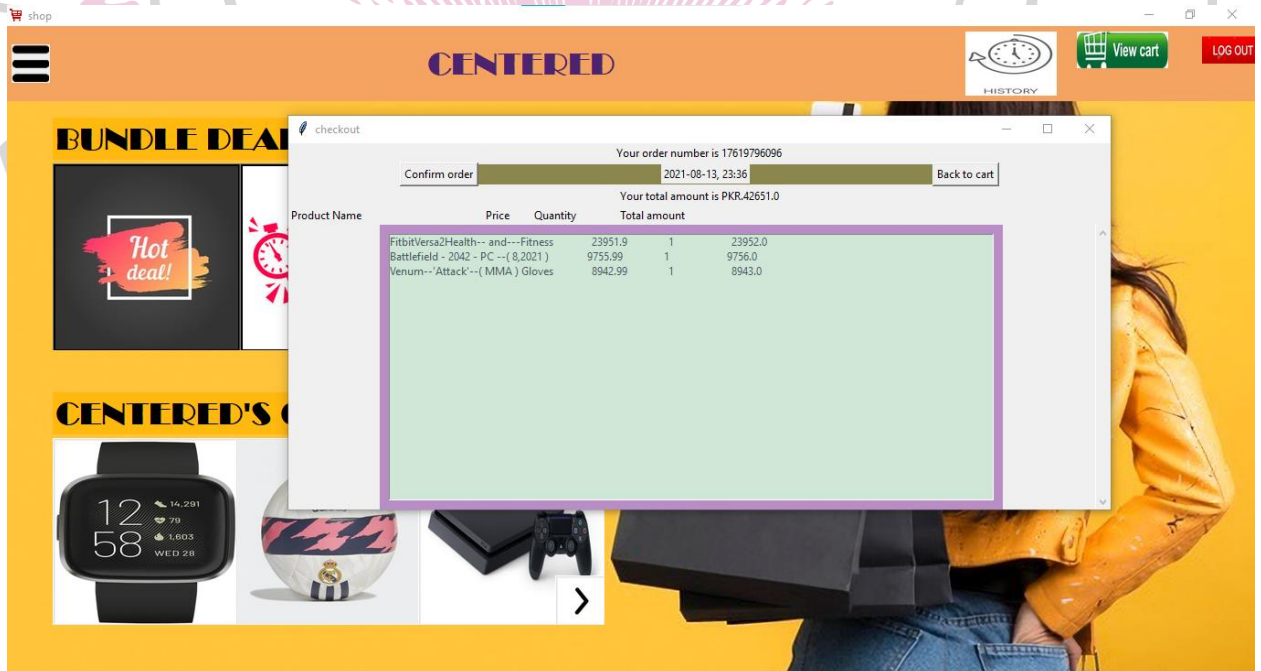 shop
CENTERED
HISTORY
View cart
LOG OUT
BUNDLE DEA
checkout
Your order number is 17619796096
Confirm order 2021-08-13, 23:36 Back to cart
Your total amount is PKR.42651.0
Product Name Price Quantity Total amount
FitbitVersa2Health-- and---Fitness 23951.9 1 23952.0
Battlefield - 2042 - PC --( 8,2021 ) 9755.99 1 9756.0
Venum--'Attack'--( MMA ) Gloves 8942.99 1 8943.0
Hot
deal!
CENTERED'S
12
58
14,291
79
1,603
WED 28